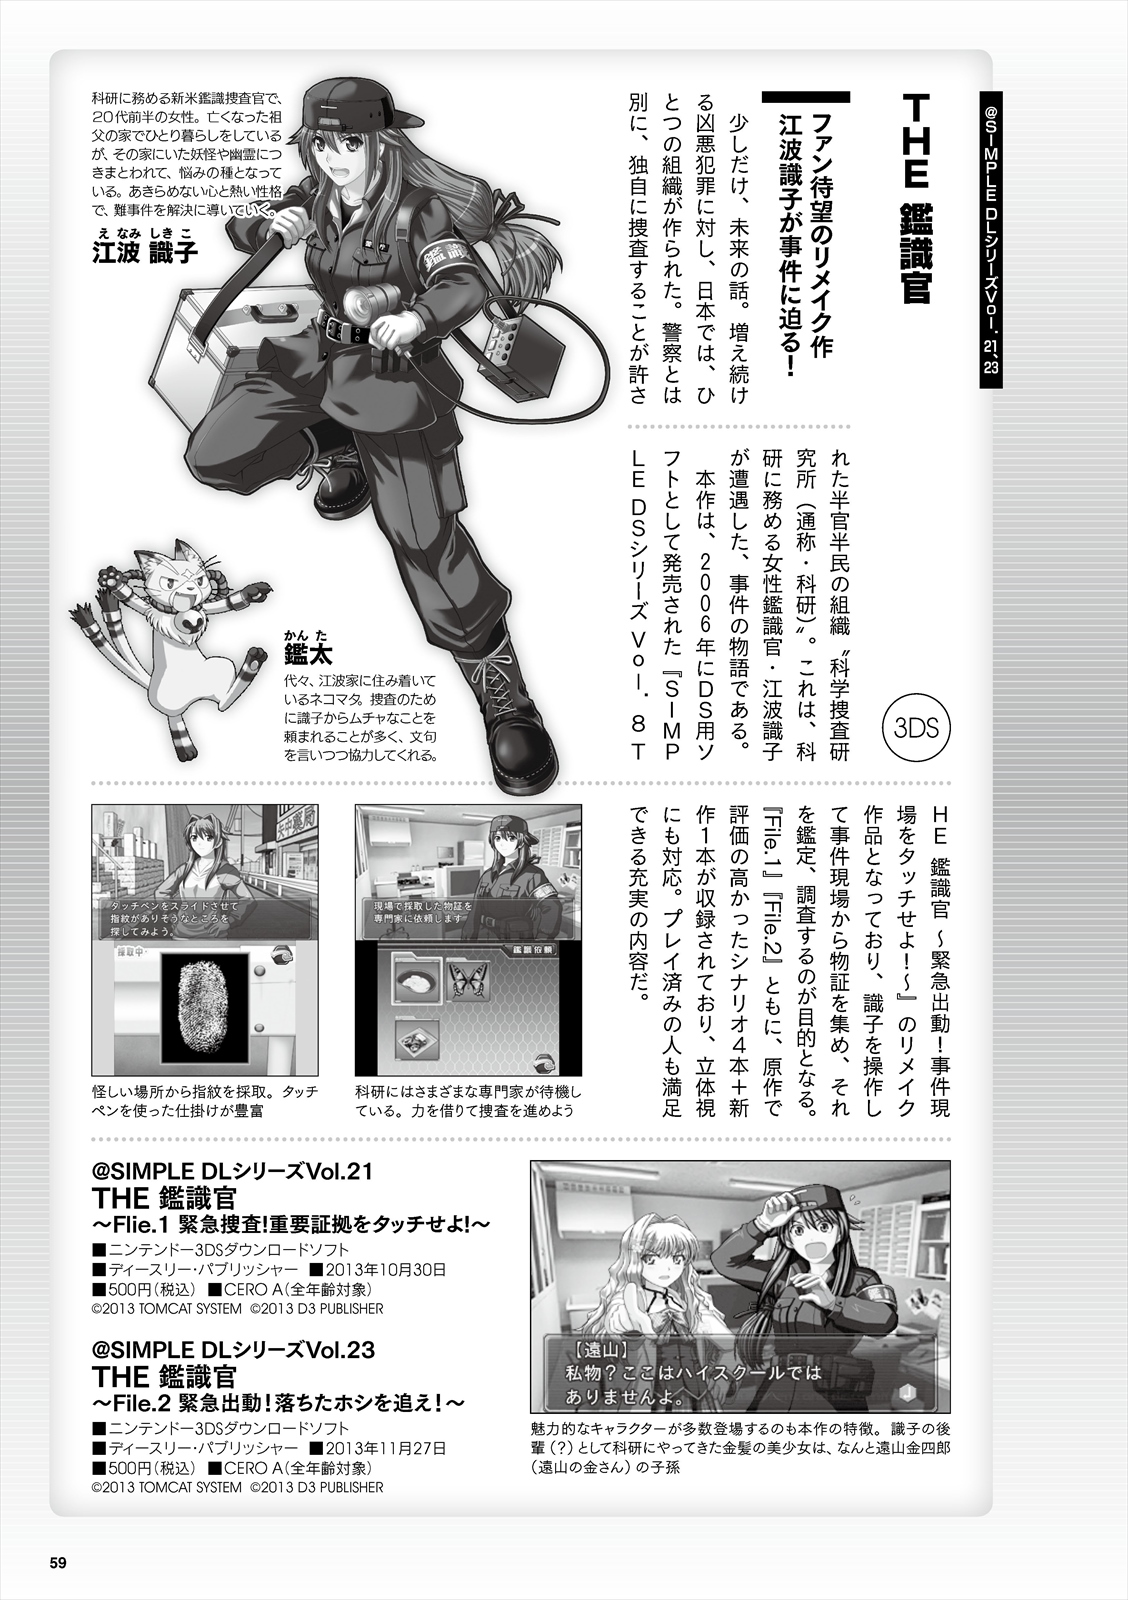 @SIMPLE DLシリーズVol.21、23
THE 鑑識官
3DS
ファン待望のリメイク作
江波識子が事件に迫る！
少しだけ、未来の話。増え続け
る凶悪犯罪に対し、日本では、ひ
とつの組織が作られた。警察とは
別に、独自に捜査することが許さ
れた半官半民の組織〝科学捜査研
究所（通称・科研）〟。これは、科
研に務める女性鑑識官・江波識子
が遭遇した、事件の物語である。
本作は、2006年にDS用ソ
フトとして発売された『SIMP
LE DSシリーズ Vol.8 T
HE 鑑識官 ～緊急出動！事件現
場をタッチせよ！～』のリメイク
作品となっており、識子を操作し
て事件現場から物証を集め、それ
を鑑定、調査するのが目的となる。
『File.1』『File.2』ともに、原作で
評価の高かったシナリオ4本＋新
作1本が収録されており、立体視
にも対応。プレイ済みの人も満足
できる充実の内容だ。
科研に務める新米鑑識捜査官で、
20代前半の女性。亡くなった祖
父の家でひとり暮らしをしている
が、その家にいた妖怪や幽霊につ
きまとわれて、悩みの種となって
いる。あきらめない心と熱い性格
で、難事件を解決に導いていく。
えなみ しきこ
江波 識子
鑑識
かんた
鑑太
代々、江波家に住み着いて
いるネコマタ。捜査のため
に識子からムチャなことを
頼まれることが多く、文句
を言いつつ協力してくれる。
タッチペンをスライドさせて
指紋がありそうなところを
探してみよう。
採取中・
怪しい場所から指紋を採取。タッチ
ペンを使った仕掛けが豊富
現場で採取した物証を
専門家に依頼します
鑑識依頼
科研にはさまざまな専門家が待機し
ている。力を借りて捜査を進めよう
@SIMPLE DLシリーズVol.21
THE 鑑識官
～Flie.1 緊急捜査！重要証拠をタッチせよ！～
■ニンテンドー3DSダウンロードソフト
■ディースリー・パブリッシャー ■2013年10月30日
■500円（税込） ■CERO A（全年齢対象）
©2013 TOMCAT SYSTEM ©2013 D3 PUBLISHER
@SIMPLE DLシリーズVol.23
THE 鑑識官
～File.2 緊急出動！落ちたホシを追え！～
■ニンテンドー3DSダウンロードソフト
■ディースリー・パブリッシャー ■2013年11月27日
■500円（税込） ■CERO A（全年齢対象）
©2013 TOMCAT SYSTEM ©2013 D3 PUBLISHER
【遠山】
私物？ここはハイスクールでは
ありませんよ。
魅力的なキャラクターが多数登場するのも本作の特徴。識子の後
輩（？）として科研にやってきた金髪の美少女は、なんと遠山金四郎
（遠山の金さん）の子孫
59